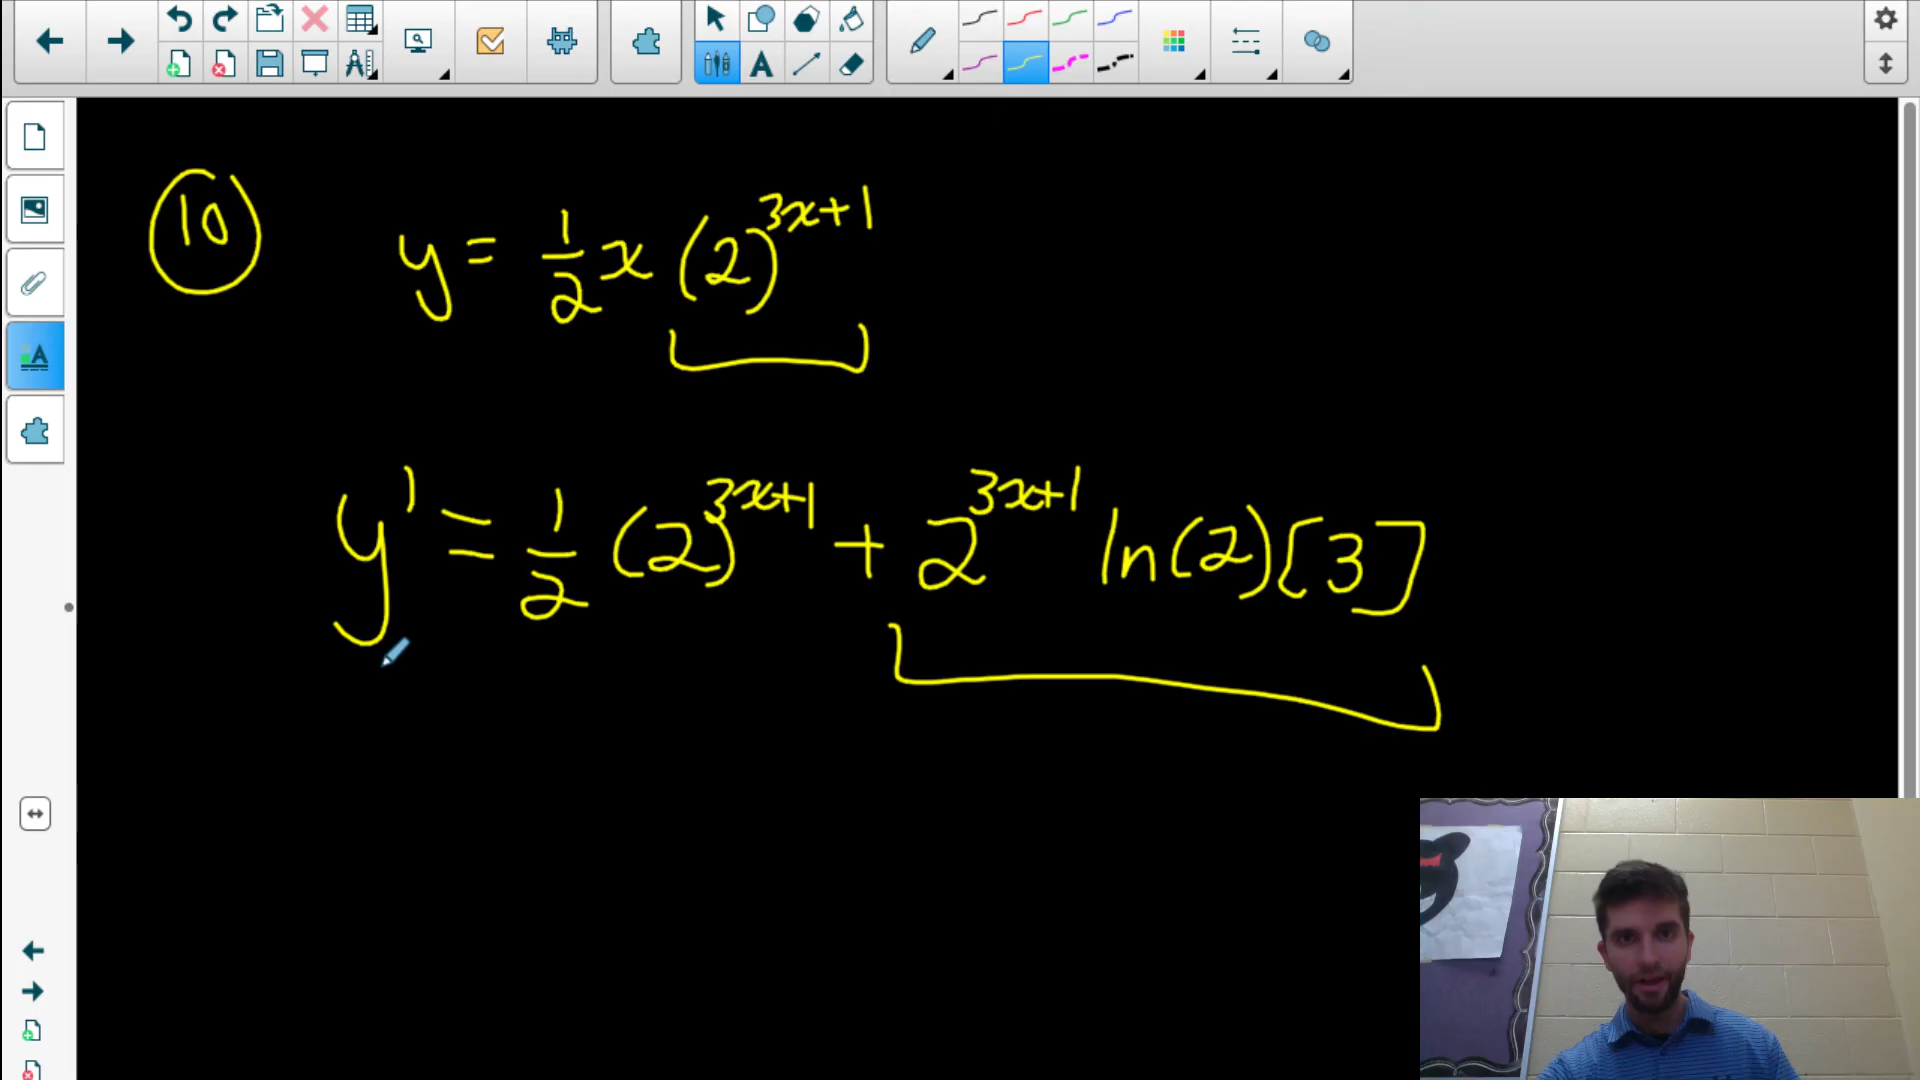 10 y = 1/2 x (2)^{3x+1}
y' = 1/2 (2)^{3x+1} + 2^{3x+1} ln(2)[3]